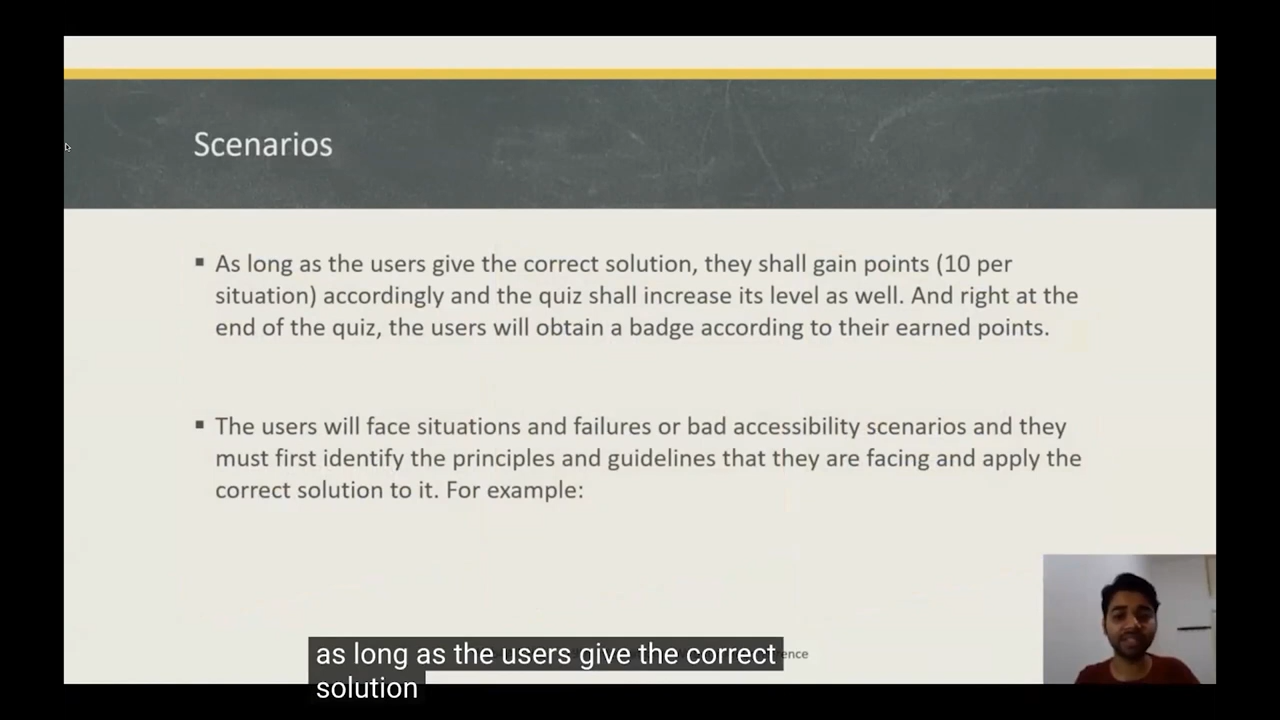 Scenarios
▪ As long as the users give the correct solution, they shall gain points (10 per
situation) accordingly and the quiz shall increase its level as well. And right at the
end of the quiz, the users will obtain a badge according to their earned points.
▪ The users will face situations and failures or bad accessibility scenarios and they
must first identify the principles and guidelines that they are facing and apply the
correct solution to it. For example:
as long as the users give the correct
solution